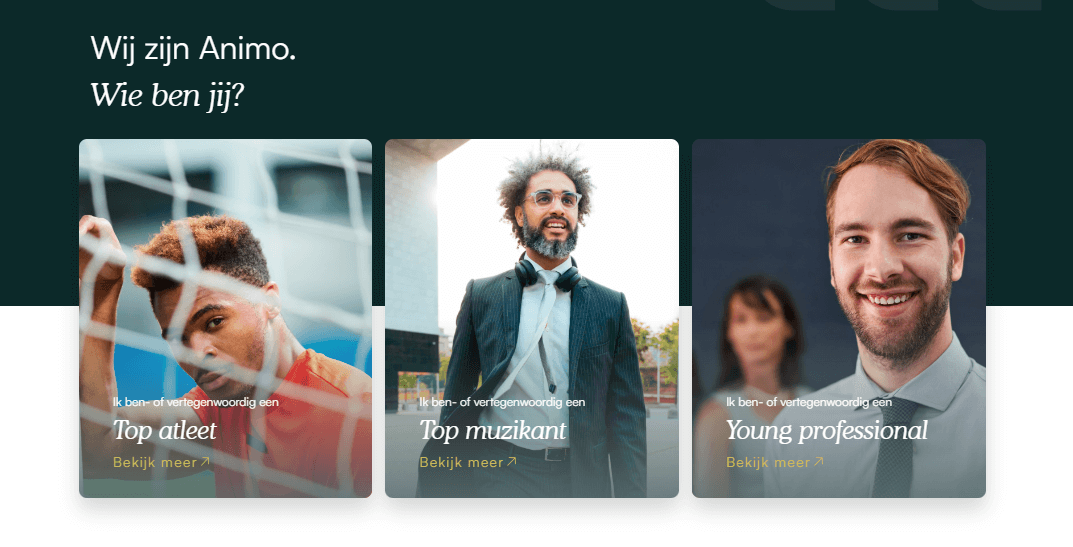 Wij zijn Animo.
Wie ben jij?
Ik ben- of vertegenwoordig een
Top atleet
Bekijk meer ↗
Ik ben- of vertegenwoordig een
Top muzikant
Bekijk meer ↗
Ik ben- of vertegenwoordig een
Young professional
Bekijk meer ↗